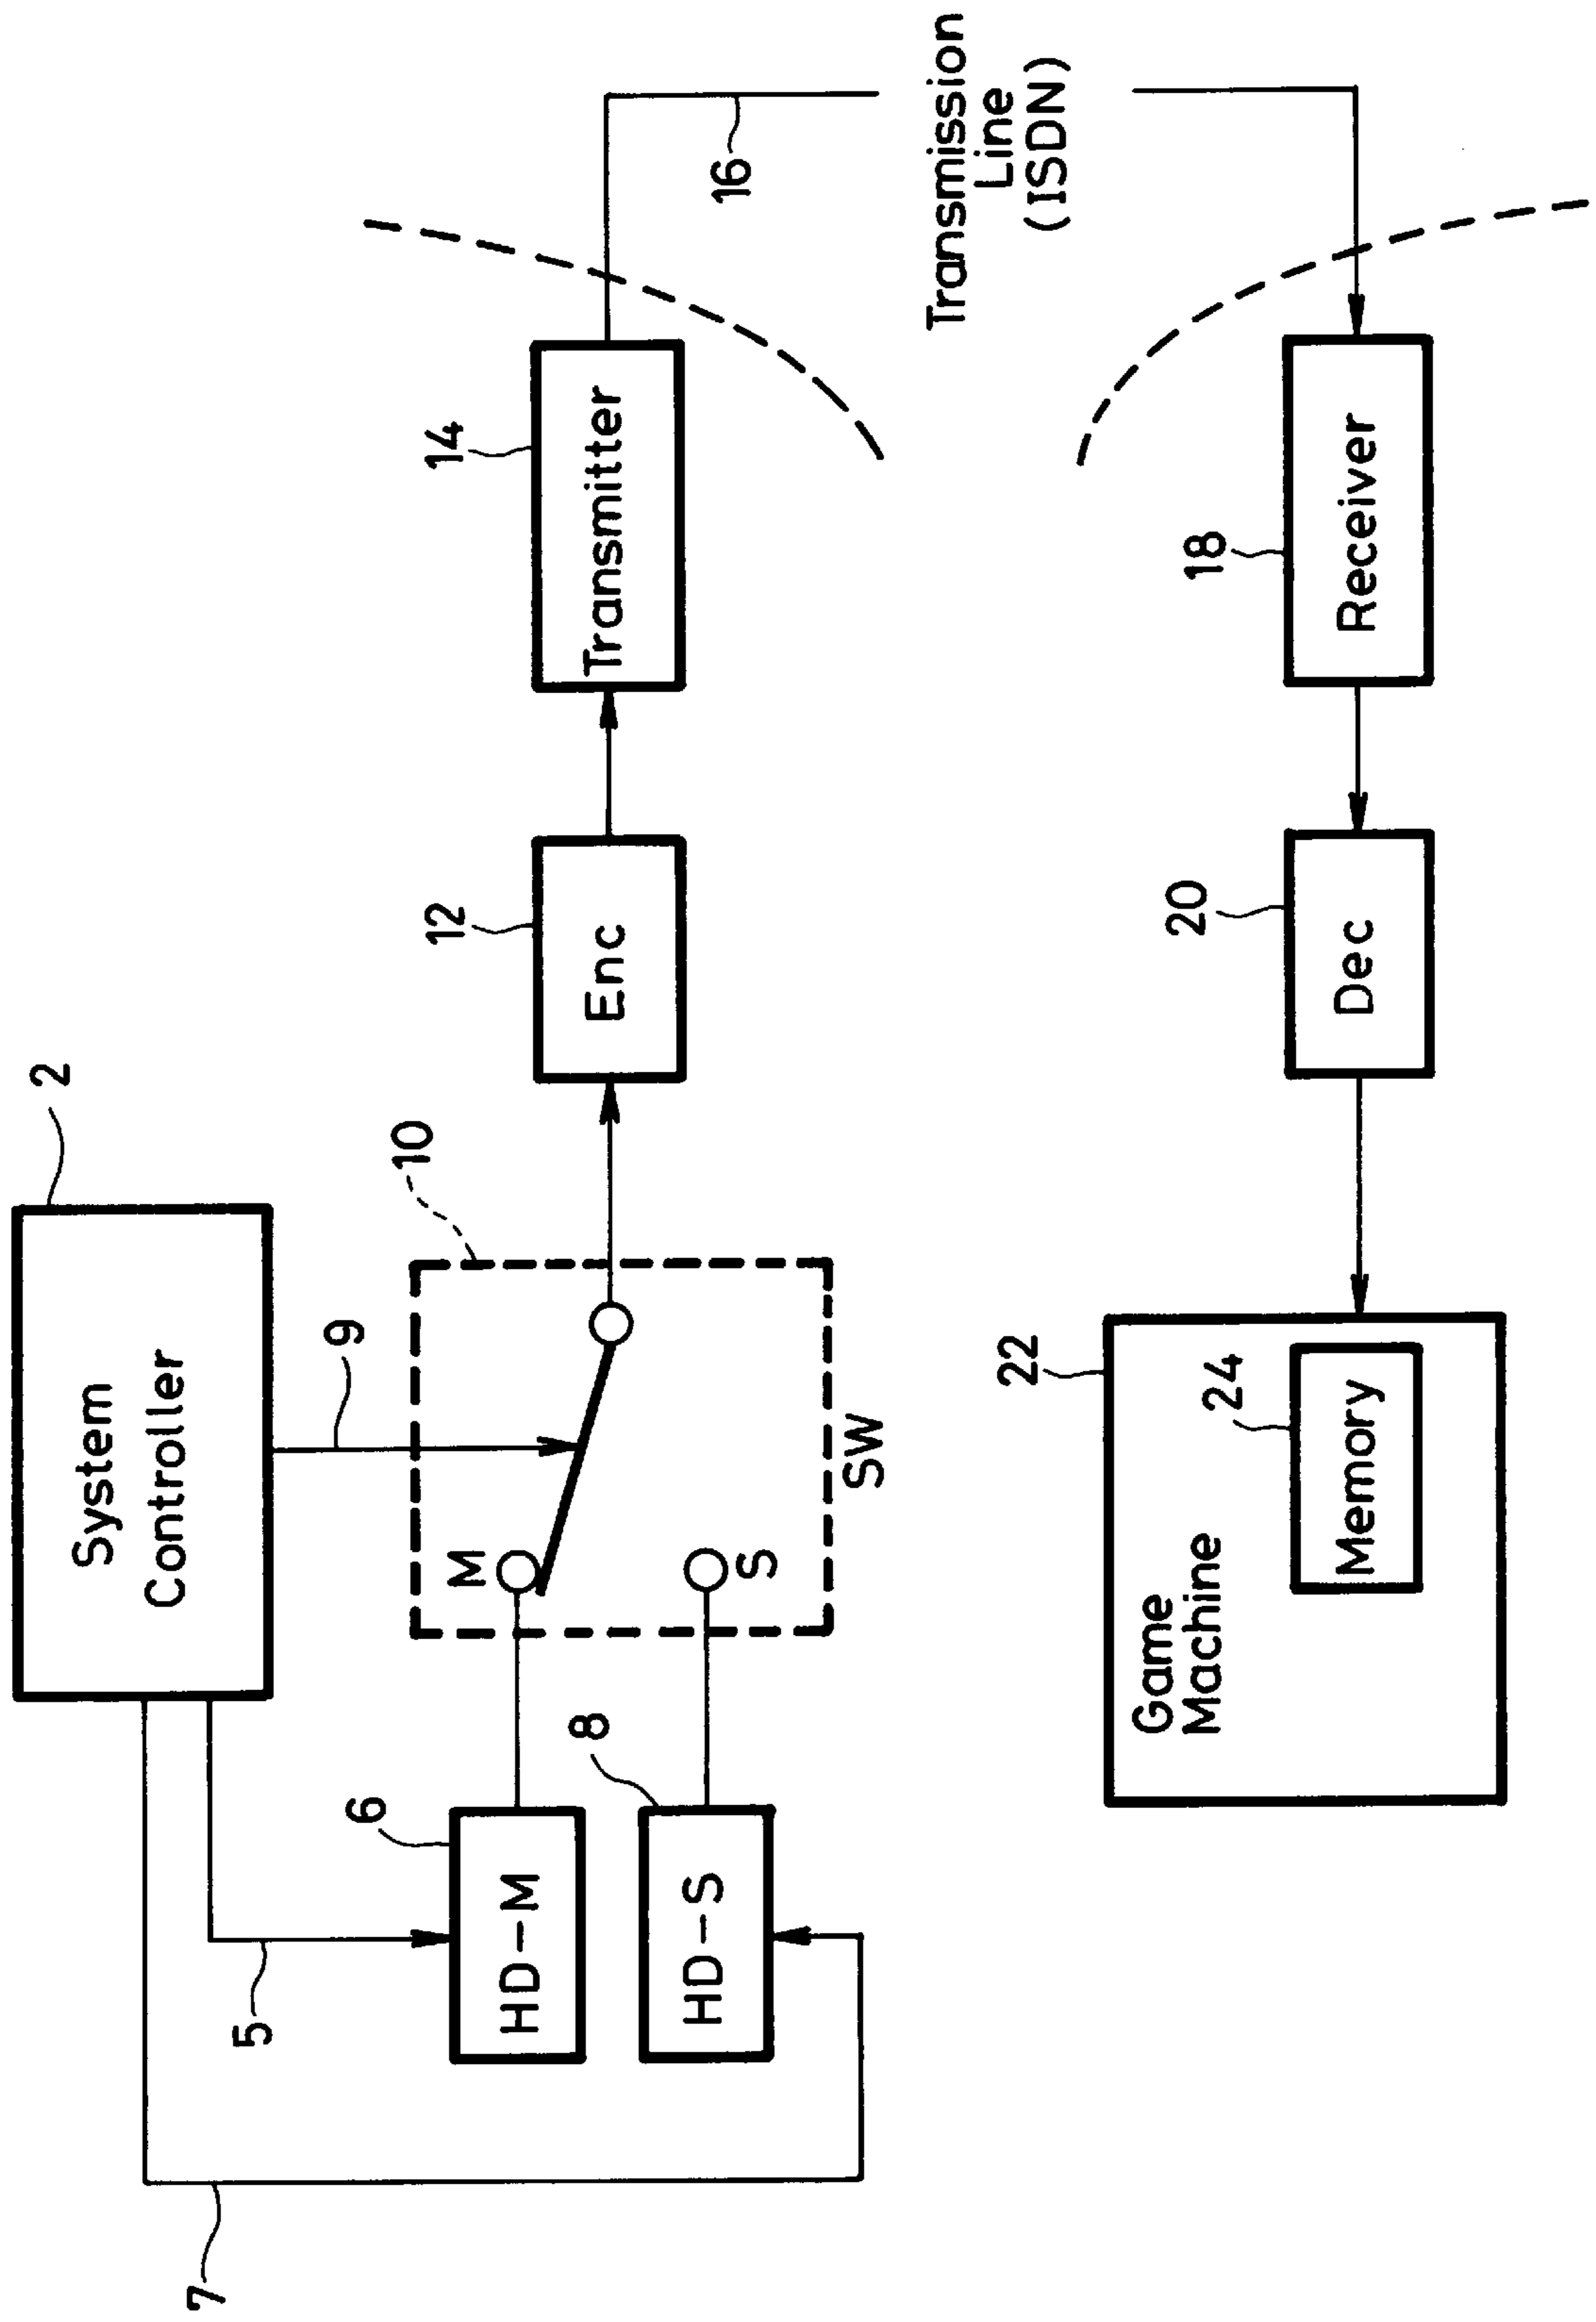 2
System
Controller
7
5
9
6
HD-M
8
HD-S
10
M
S
SW
12
Enc
14
Transmitter
16
Transmission
Line
(ISDN)
22
Game
Machine
24
Memory
20
Dec
18
Receiver